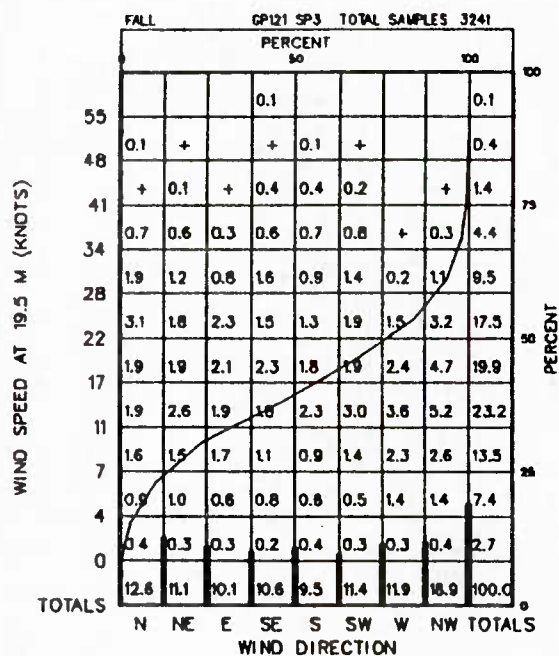 FALL GP121 SP3 TOTAL SAMPLES 3241
PERCENT
0 50 100
100
0.1 0.1
55
0.1 + + 0.1 + 0.4
48
+ 0.1 + 0.4 0.4 0.2 + 1.4
41
75
0.7 0.6 0.3 0.6 0.7 0.8 + 0.3 4.4
34
1.9 1.2 0.8 1.6 0.9 1.4 0.2 1.1 9.5
28
3.1 1.8 2.3 1.5 1.3 1.9 1.5 3.2 17.5
22
50
1.9 1.9 2.1 2.3 1.8 1.9 2.4 4.7 19.9
17
1.9 2.6 1.9 1.8 2.3 3.0 3.6 5.2 23.2
11
1.6 1.5 1.7 1.1 0.9 1.4 2.3 2.6 13.5
7
25
0.9 1.0 0.6 0.8 0.6 0.5 1.4 1.4 7.4
4
0.4 0.3 0.3 0.2 0.4 0.3 0.3 0.4 2.7
0
12.6 11.1 10.1 10.6 9.5 11.4 11.9 18.9 100.0
TOTALS
0
N NE E SE S SW W NW TOTALS
WIND DIRECTION
WIND SPEED AT 19.5 M (KNOTS)
PERCENT